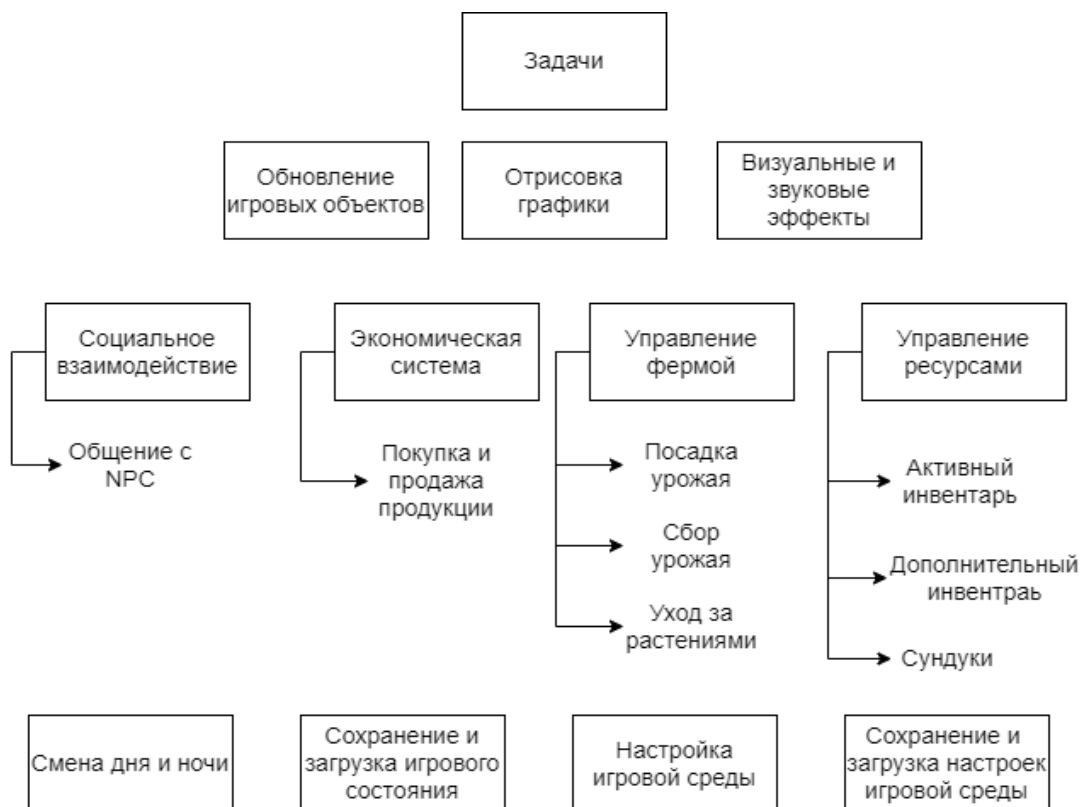 Задачи
Обновление
игровых объектов
Отрисовка
графики
Визуальные и
звуковые
эффекты
Социальное
взаимодействие
Экономическая
система
Управление
фермой
Управление
ресурсами
Общение с
NPC
Покупка и
продажа
продукции
Посадка
урожая
Сбор
урожая
Уход за
растениями
Активный
инвентарь
Дополнительный
инвентраь
Сундуки
Смена дня и ночи
Сохранение и
загрузка игрового
состояния
Настройка
игровой среды
Сохранение и
загрузка настроек
игровой среды